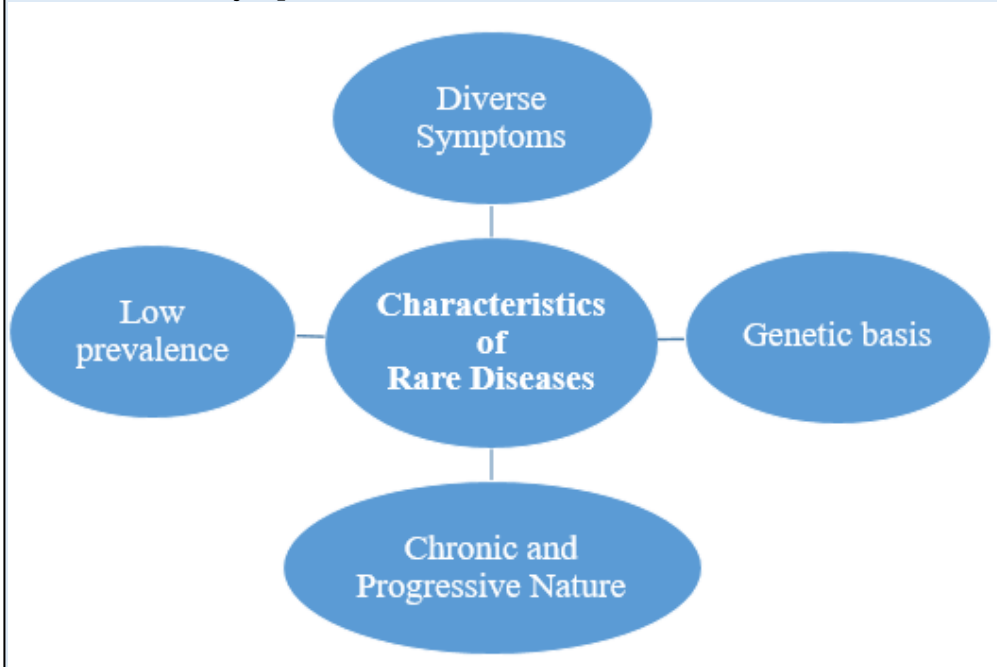 Diverse
Symptoms
Low
prevalence
Characteristics
of
Rare Diseases
Genetic basis
Chronic and
Progressive Nature